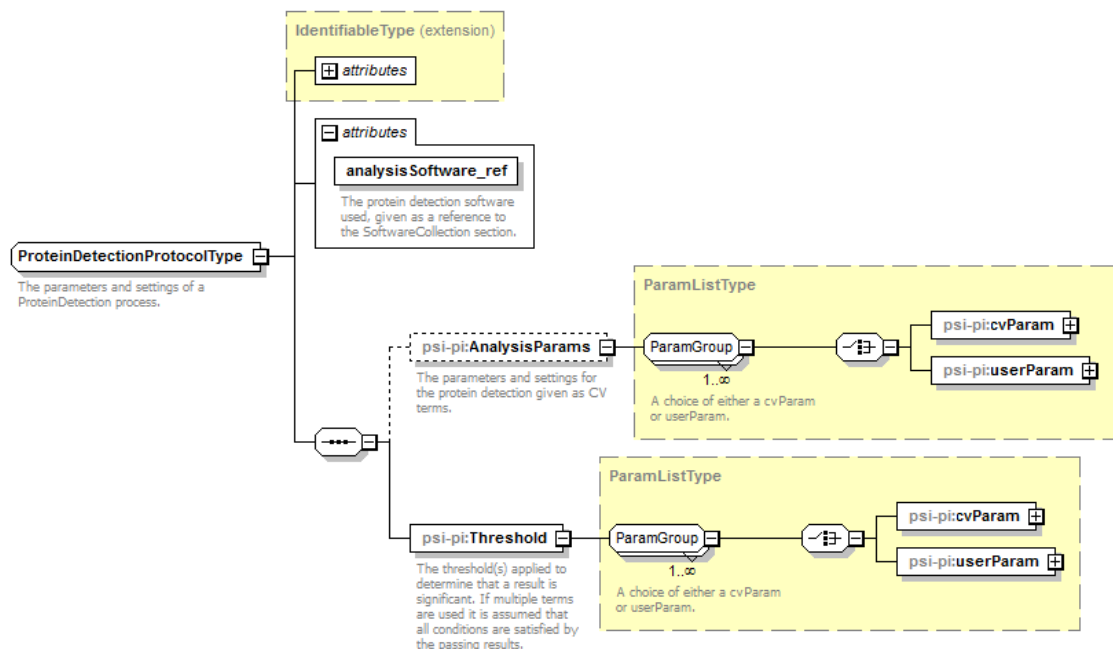 IdentifiableType (extension)
attributes
attributes
analysisSoftware_ref
The protein detection software
used, given as a reference to
the SoftwareCollection section.
ProteinDetectionProtocolType
The parameters and settings of a
ProteinDetection process.
ParamListType
psi-pi:AnalysisParams
ParamGroup
1..∞
psi-pi:cvParam
psi-pi:userParam
The parameters and settings for
the protein detection given as CV
terms.
A choice of either a cvParam
or userParam.
ParamListType
psi-pi:Threshold
ParamGroup
1..∞
psi-pi:cvParam
psi-pi:userParam
The threshold(s) applied to
determine that a result is
significant. If multiple terms
are used it is assumed that
all conditions are satisfied by
the passing results.
A choice of either a cvParam
or userParam.